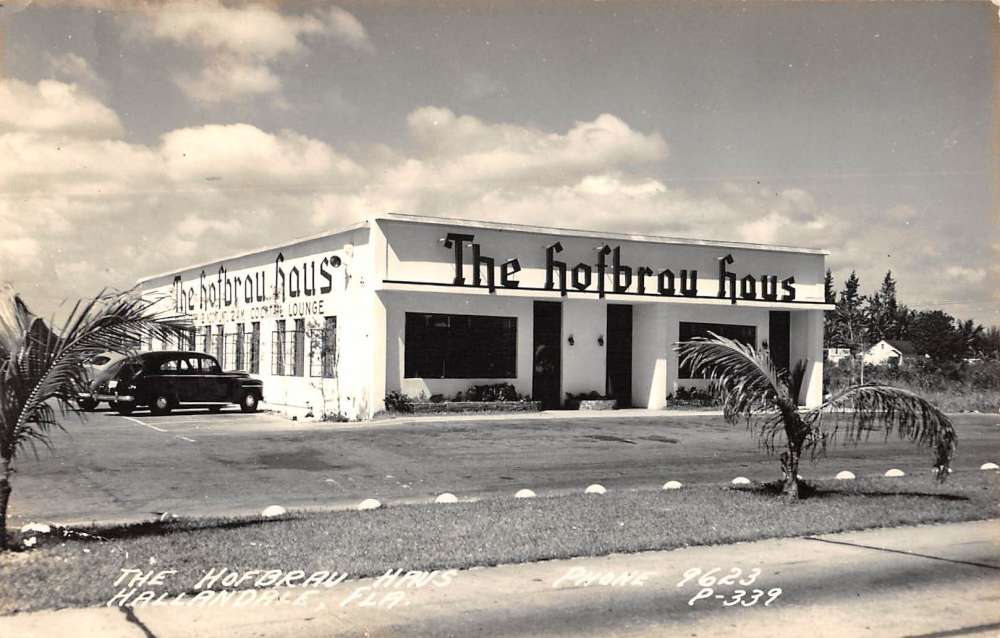 The hofbrau haus
The hofbrau haus
COCKTAIL LOUNGE
THE HOFBRAU HAUS PHONE 9623
HALLANDALE, FLA. P-339